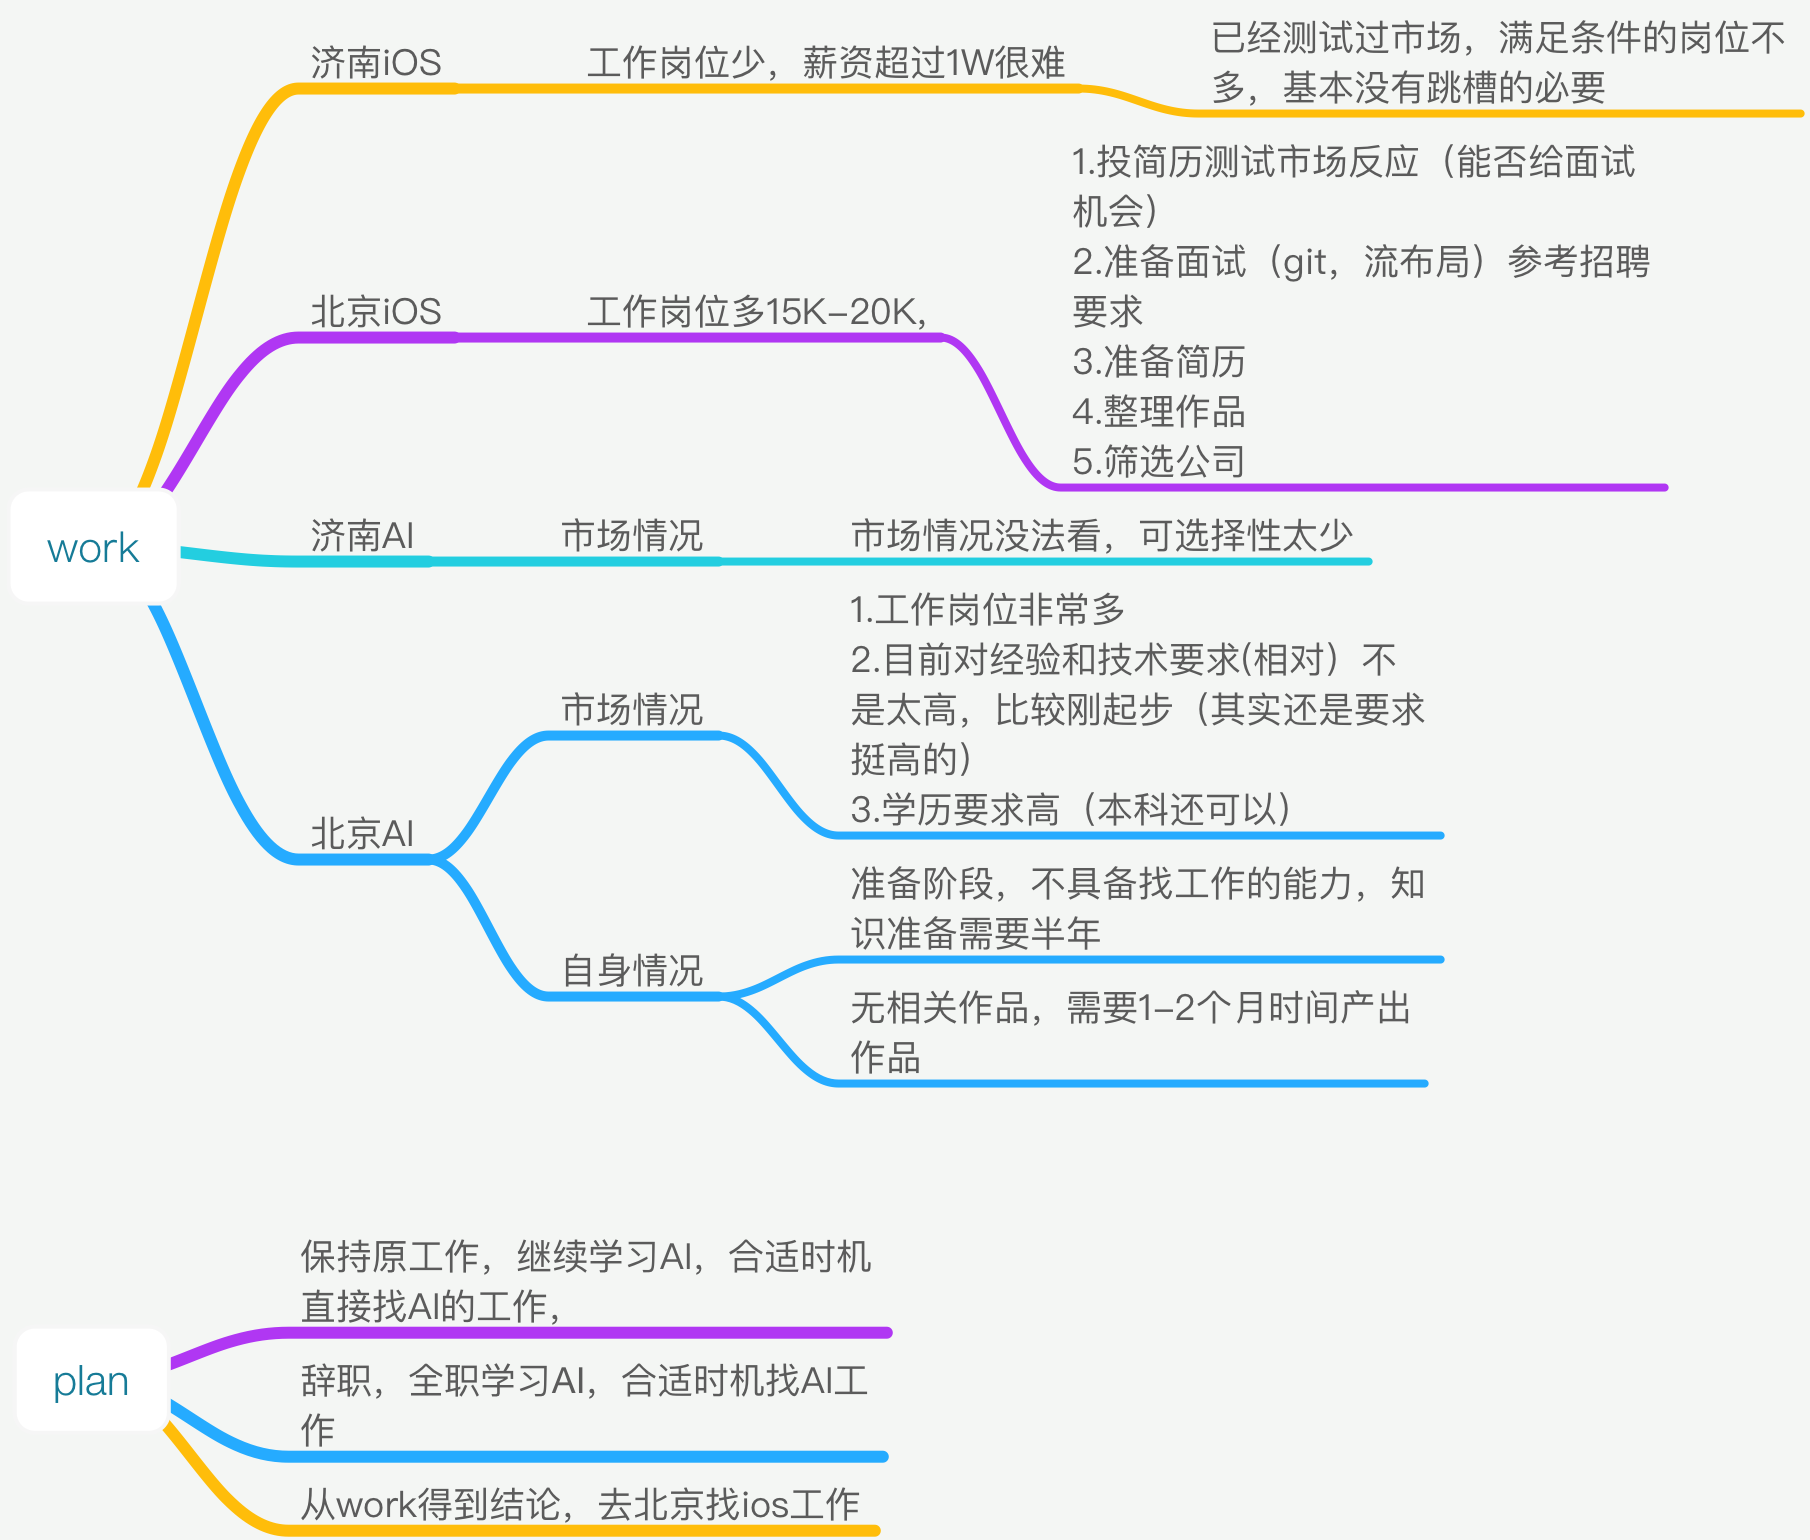 济南iOS
工作岗位少，薪资超过1W很难
已经测试过市场，满足条件的岗位不
多，基本没有跳槽的必要
北京iOS
工作岗位多15K-20K,
1.投简历测试市场反应（能否给面试
机会）
2.准备面试（git，流布局）参考招聘
要求
3.准备简历
4.整理作品
5.筛选公司
work
济南AI
市场情况
市场情况没法看，可选择性太少
北京AI
市场情况
1.工作岗位非常多
2.目前对经验和技术要求(相对）不
是太高，比较刚起步（其实还是要求
挺高的）
3.学历要求高（本科还可以）
自身情况
准备阶段，不具备找工作的能力，知
识准备需要半年
无相关作品，需要1-2个月时间产出
作品
plan
保持原工作，继续学习AI，合适时机
直接找AI的工作，
辞职，全职学习AI，合适时机找AI工
作
从work得到结论，去北京找ios工作